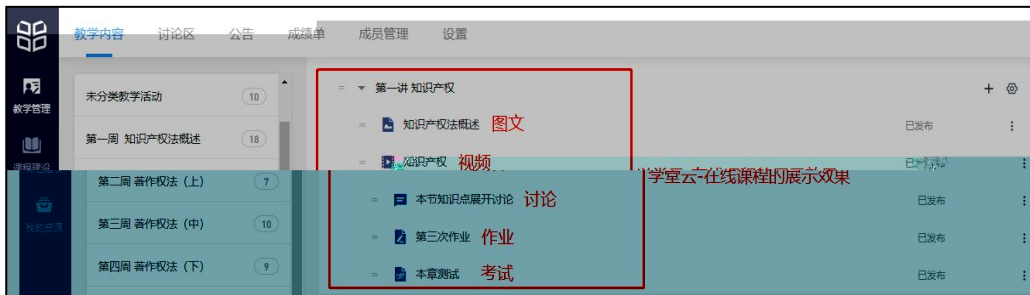 教学内容 讨论区 公告 成绩单 成员管理 设置
教学管理
课程建设
我的资源
未分类教学活动 10
第一周 知识产权法概述 18
第二周 著作权法（上） 7
第三周 著作权法（中） 10
第四周 著作权法（下） 9
第一讲 知识产权
知识产权法概述 图文 已发布
知识产权 视频 已发布
学堂云-在线课程的展示效果
本节知识点展开讨论 讨论 已发布
第三次作业 作业 已发布
本章测试 考试 已发布